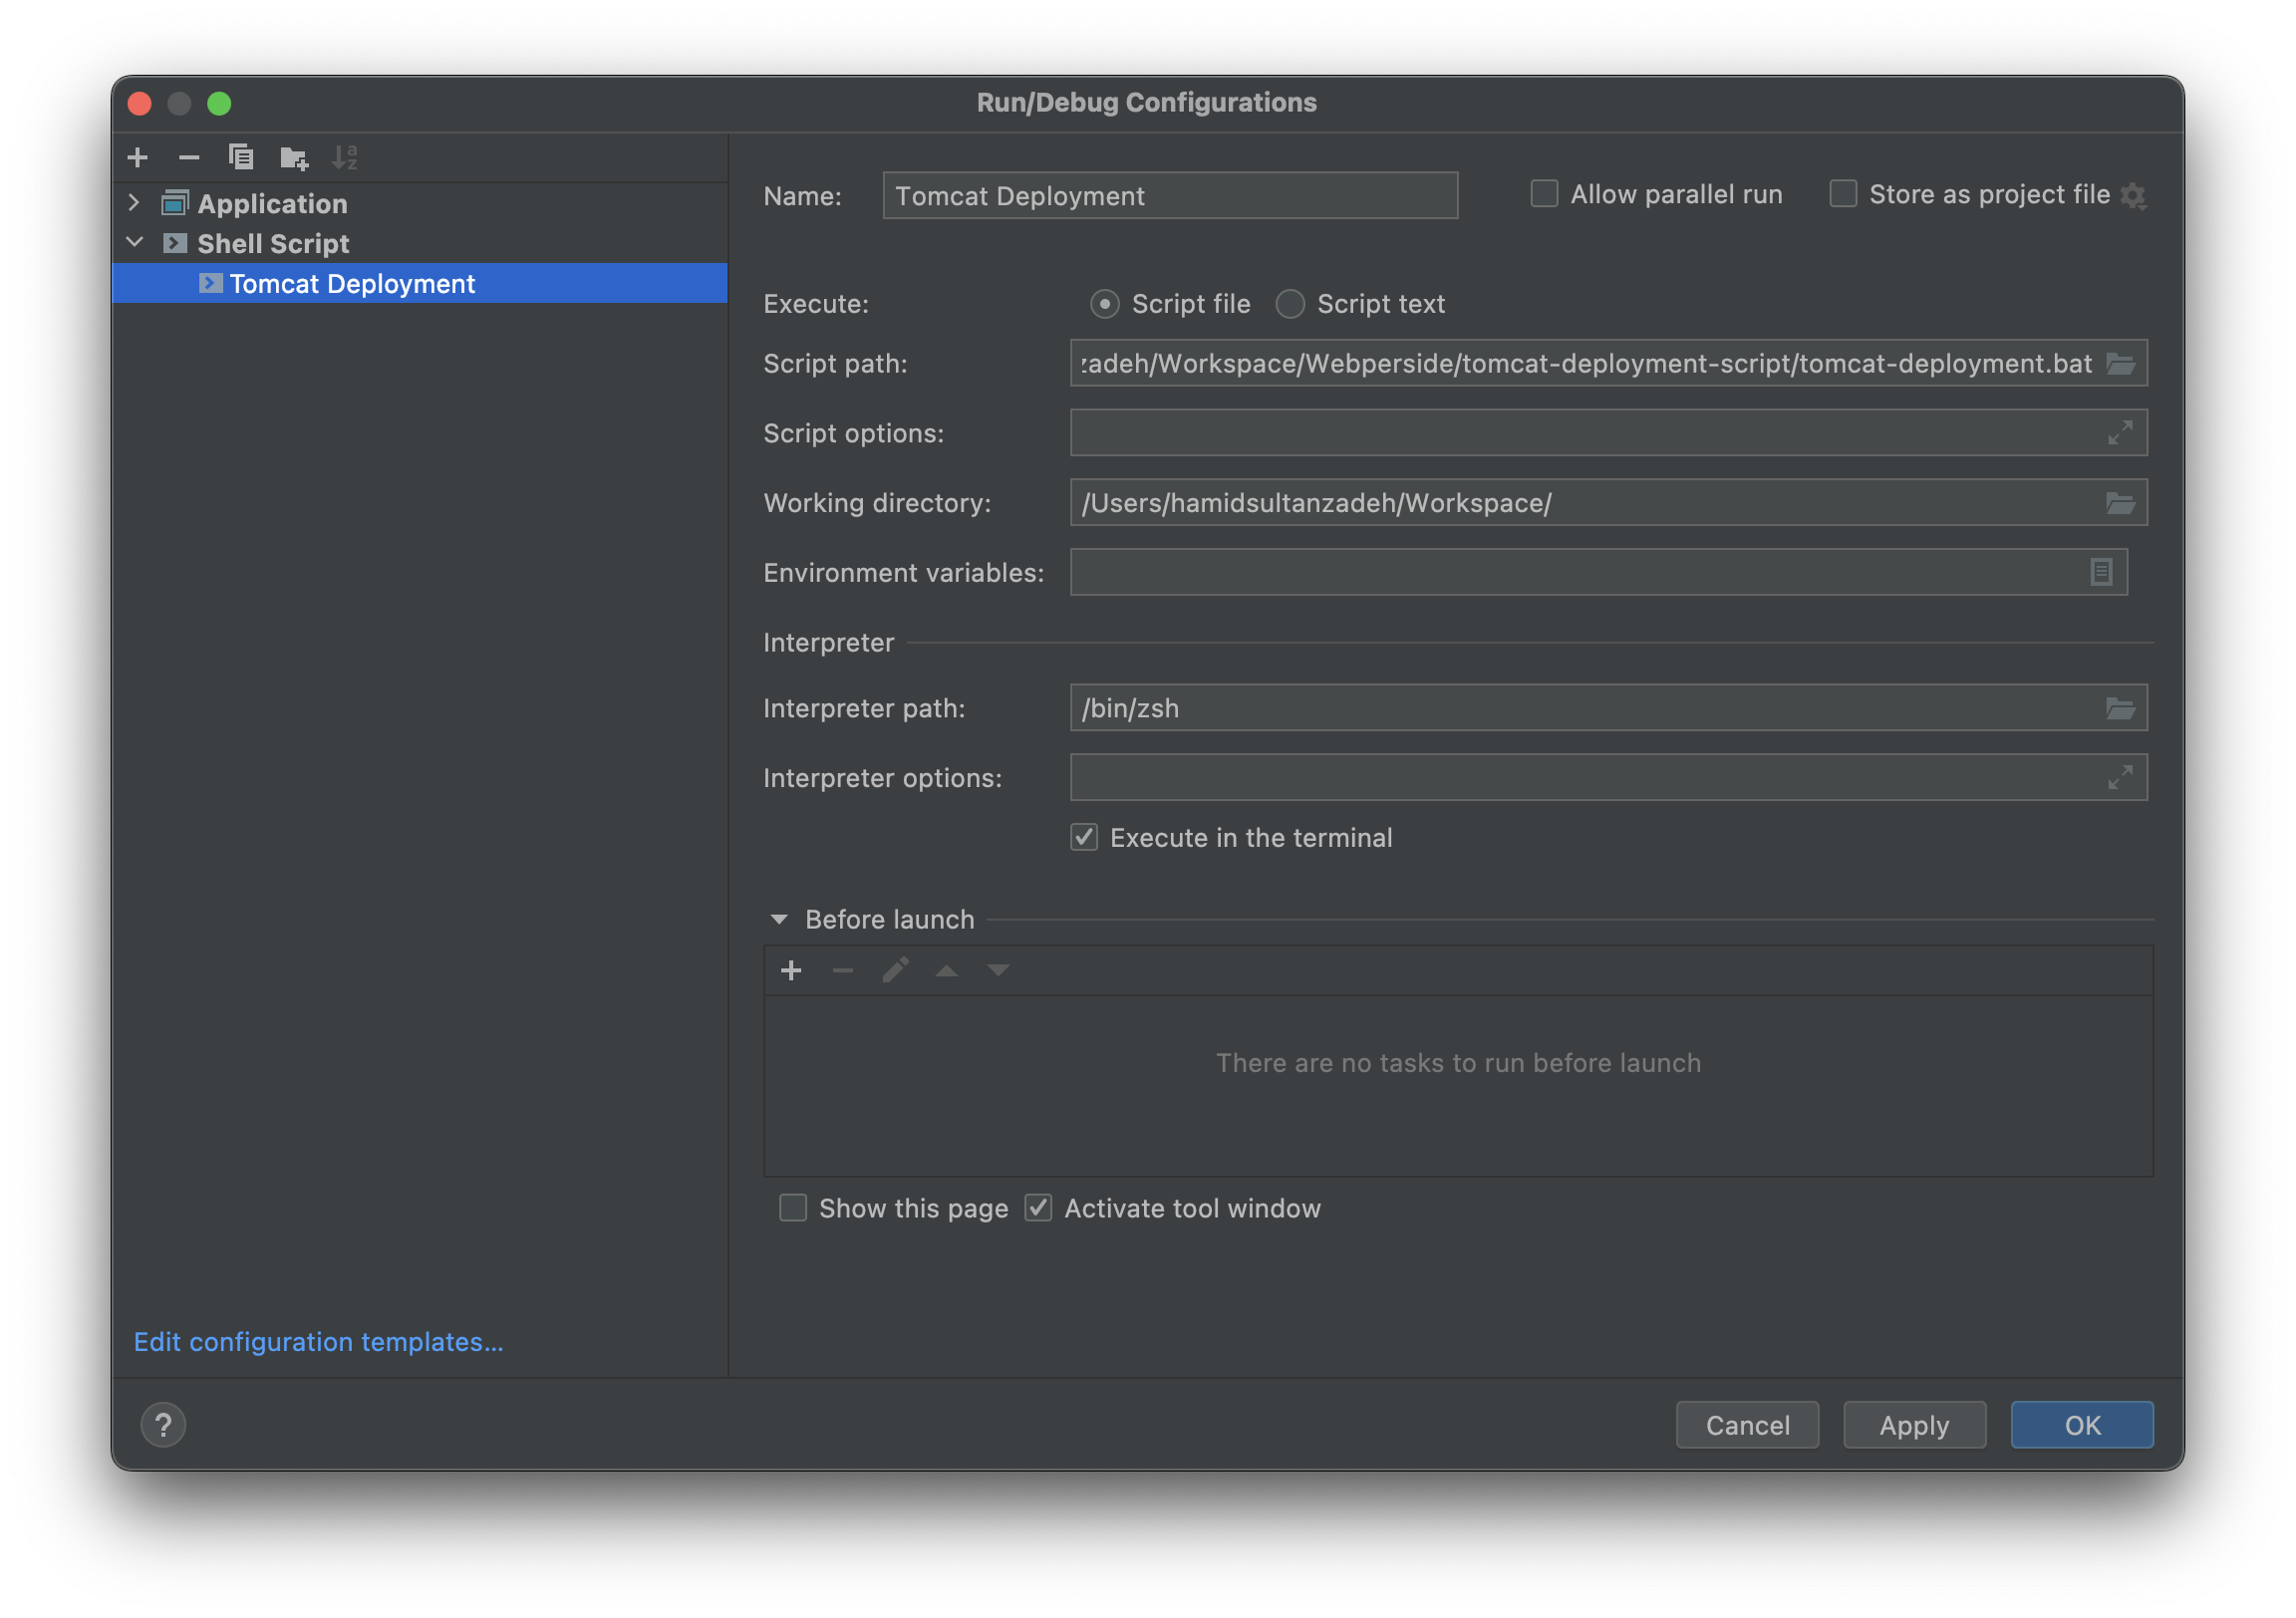 Run/Debug Configurations
Application
Shell Script
Tomcat Deployment
Edit configuration templates...
Name: Tomcat Deployment Allow parallel run Store as project file
Execute: Script file Script text
Script path: zadeh/Workspace/Webperside/tomcat-deployment-script/tomcat-deployment.bat
Script options:
Working directory: /Users/hamidsultanzadeh/Workspace/
Environment variables:
Interpreter
Interpreter path: /bin/zsh
Interpreter options:
Execute in the terminal
Before launch
There are no tasks to run before launch
Show this page Activate tool window
? Cancel Apply OK